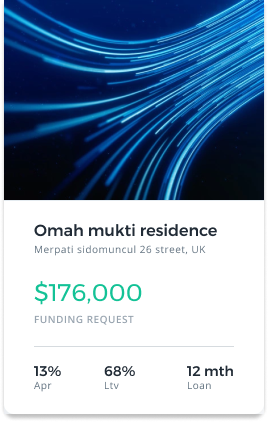 Omah mukti residence
Merpati sidomuncul 26 street, UK
$176,000
FUNDING REQUEST
13% 68% 12 mth
Apr Ltv Loan